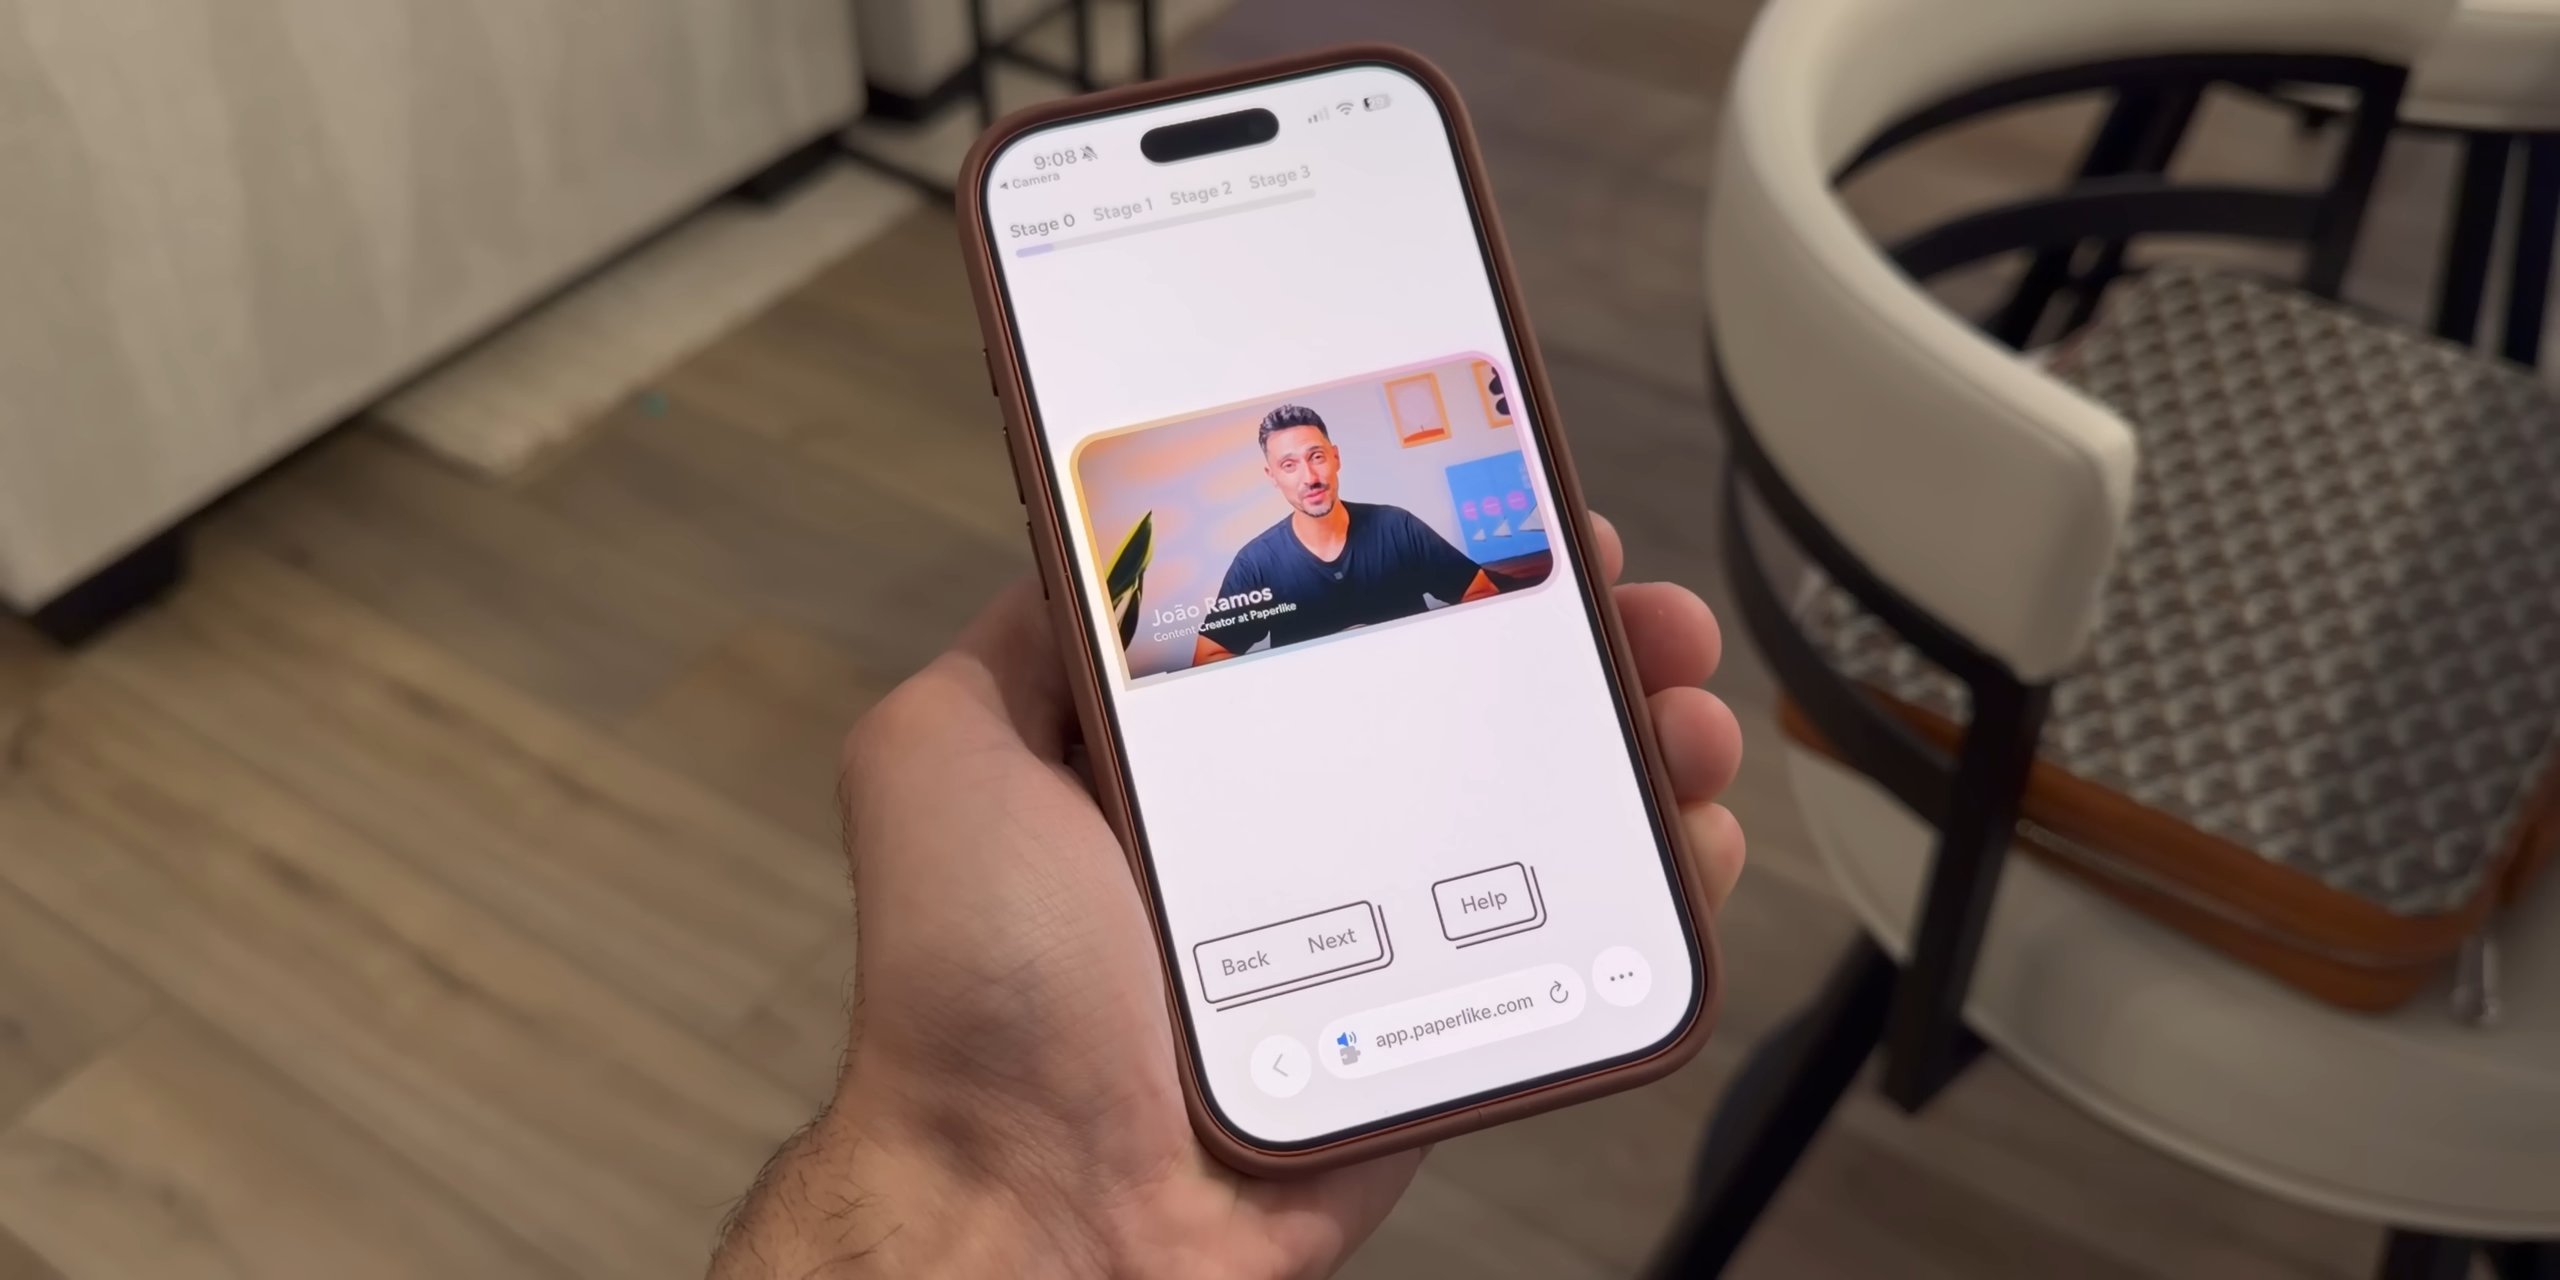 9:08
◀ Camera
Stage 0 Stage 1 Stage 2 Stage 3
João Ramos
Content Creator at Paperlike
Back Next Help
app.paperlike.com